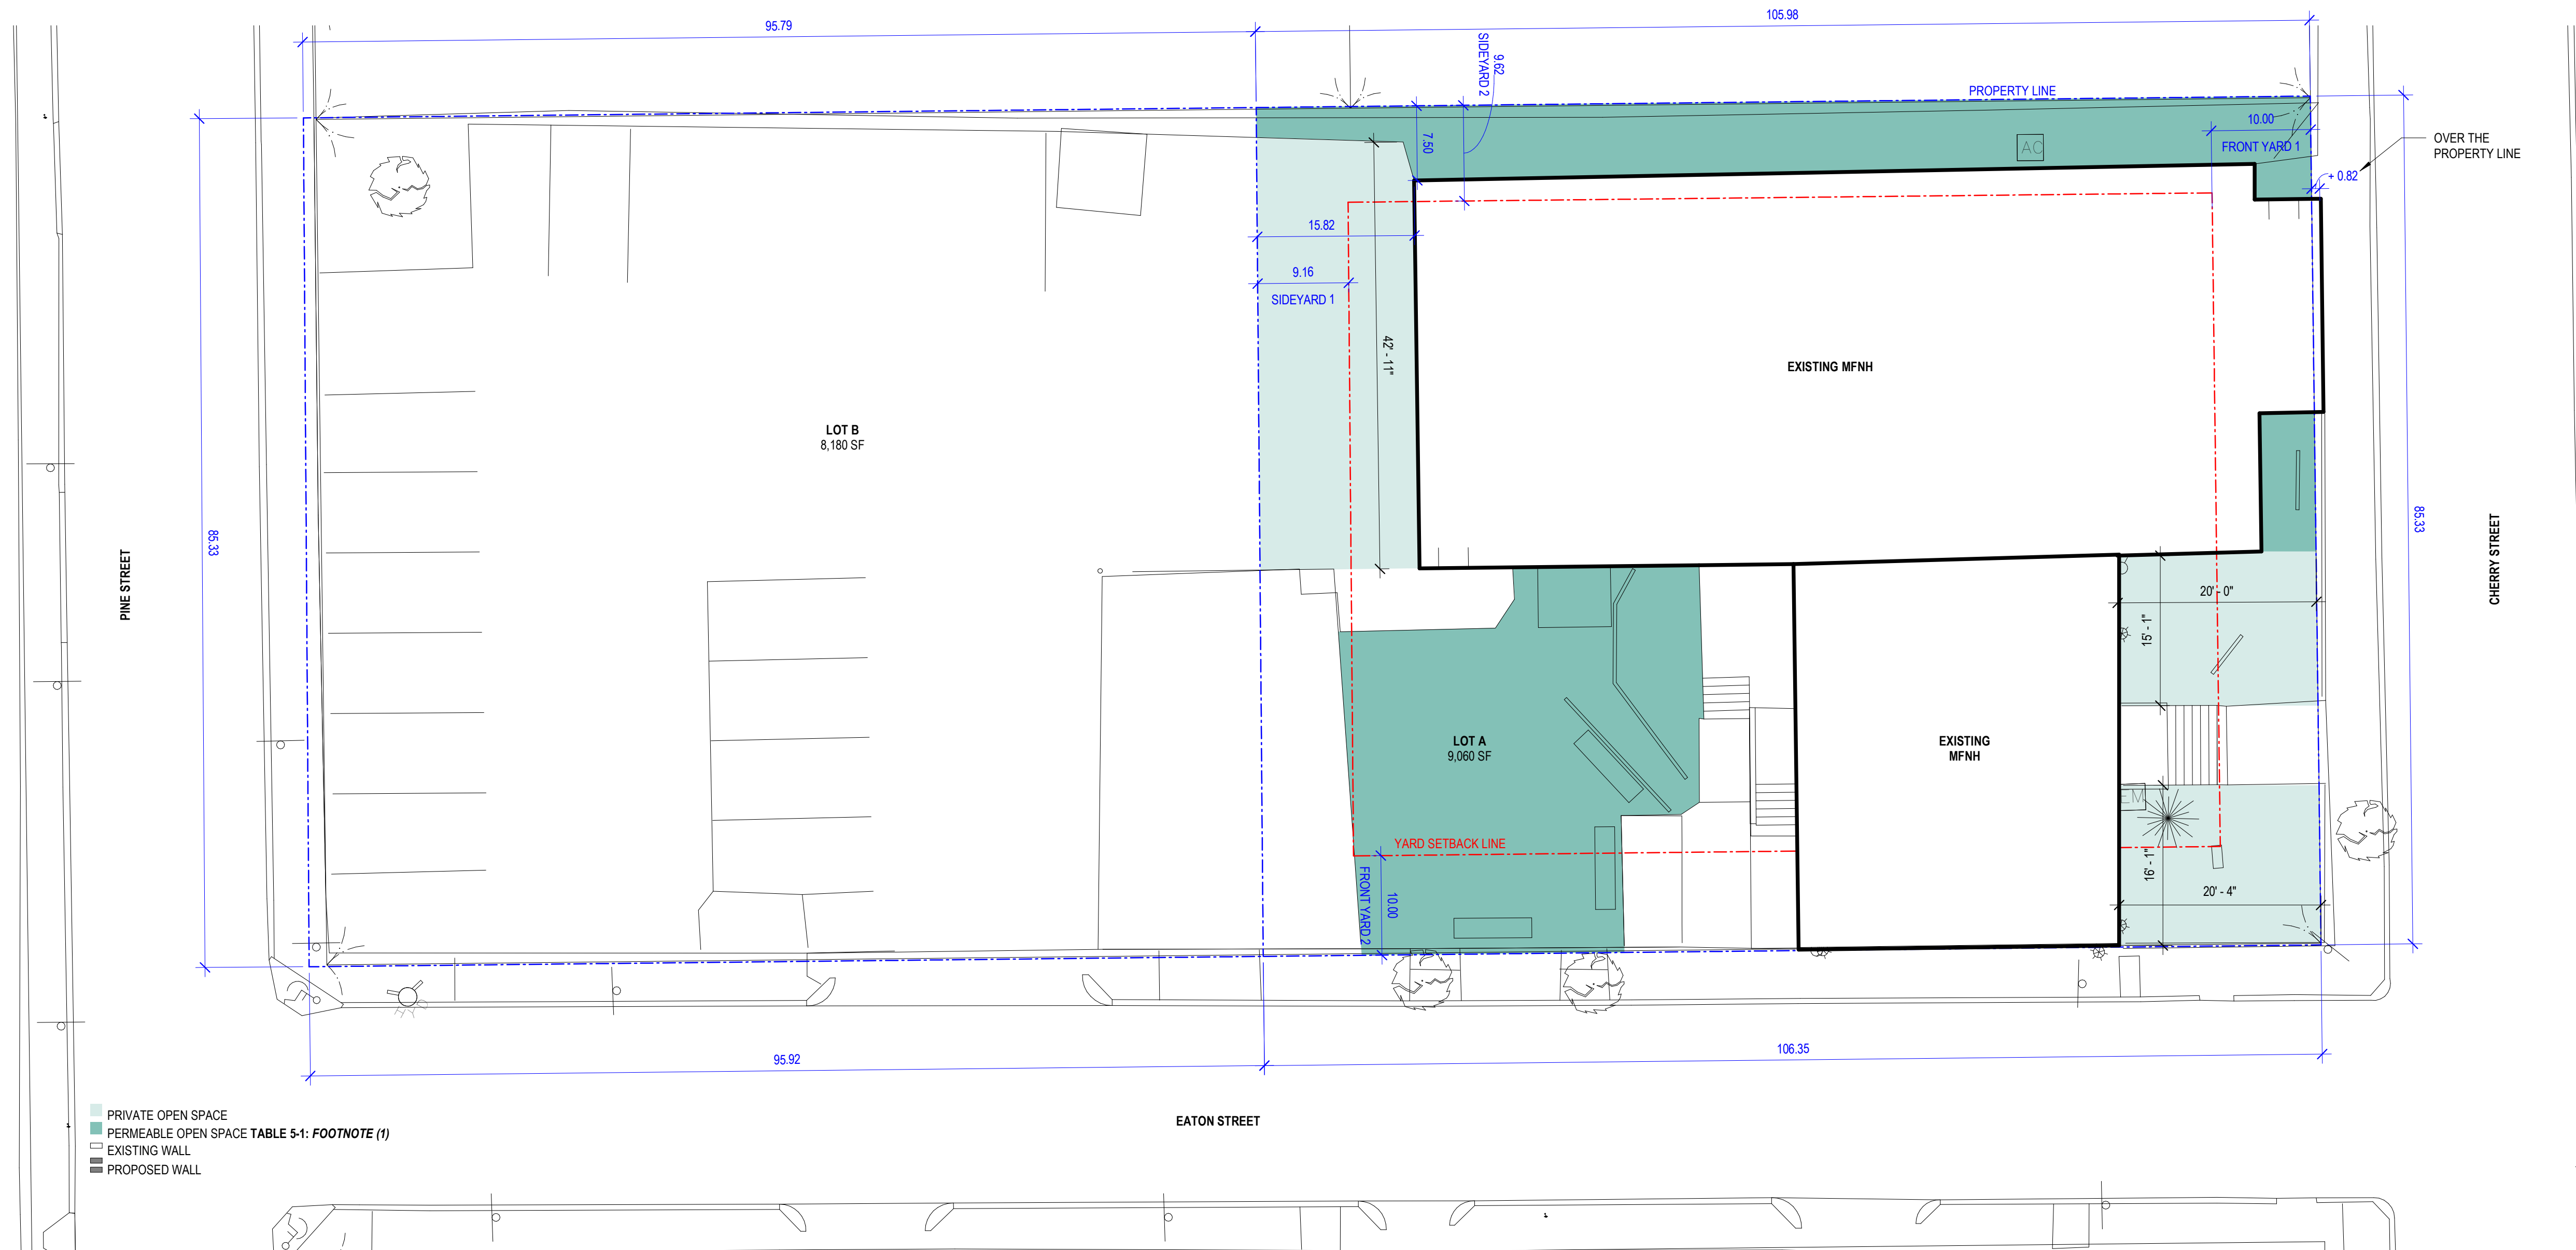 95.79
105.98
SIDEYARD 2
9.62
PROPERTY LINE
10.00
FRONT YARD 1
OVER THE
PROPERTY LINE
+ 0.82
7.50
AC
15.82
9.16
SIDEYARD 1
42' - 11"
EXISTING MFNH
LOT B
8,180 SF
85.33
85.33
PINE STREET
CHERRY STREET
20' - 0"
15' - 1"
LOT A
9,060 SF
EXISTING
MFNH
EM
YARD SETBACK LINE
FRONT YARD 2
10.00
16' - 1"
20' - 4"
95.92
106.35
EATON STREET
PRIVATE OPEN SPACE
PERMEABLE OPEN SPACE TABLE 5-1: FOOTNOTE (1)
EXISTING WALL
PROPOSED WALL